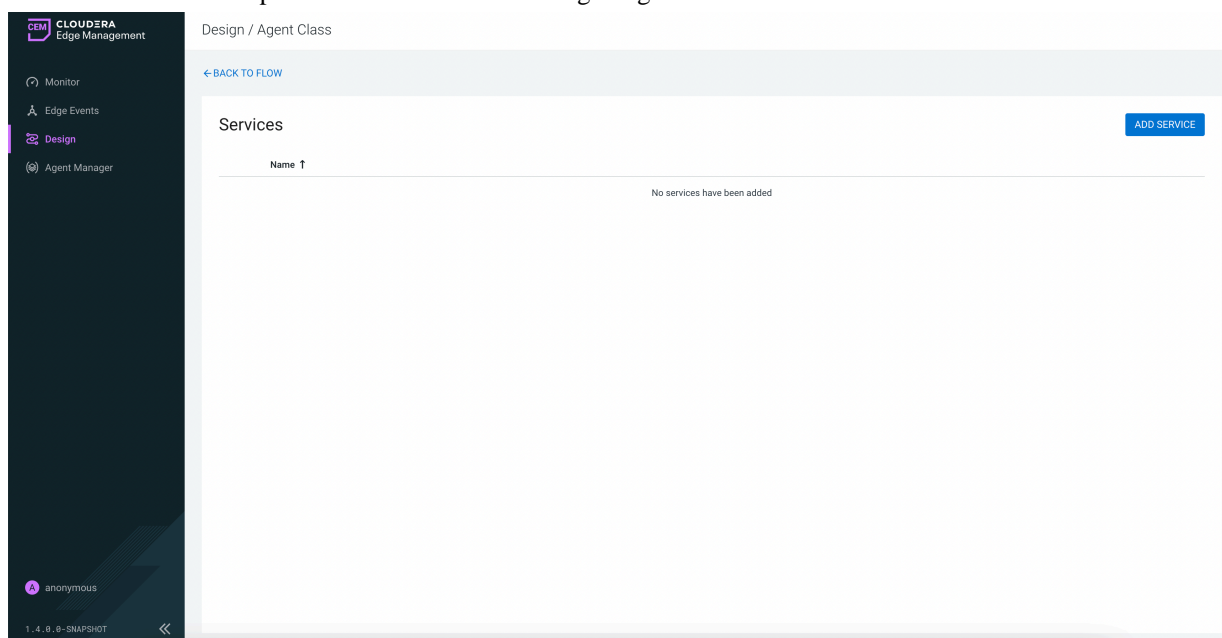 CEM CLOUDERA
Edge Management
Design / Agent Class
Monitor
Edge Events
Design
Agent Manager
← BACK TO FLOW
Services
ADD SERVICE
Name ↑
No services have been added
A anonymous
1.4.0.0-SNAPSHOT